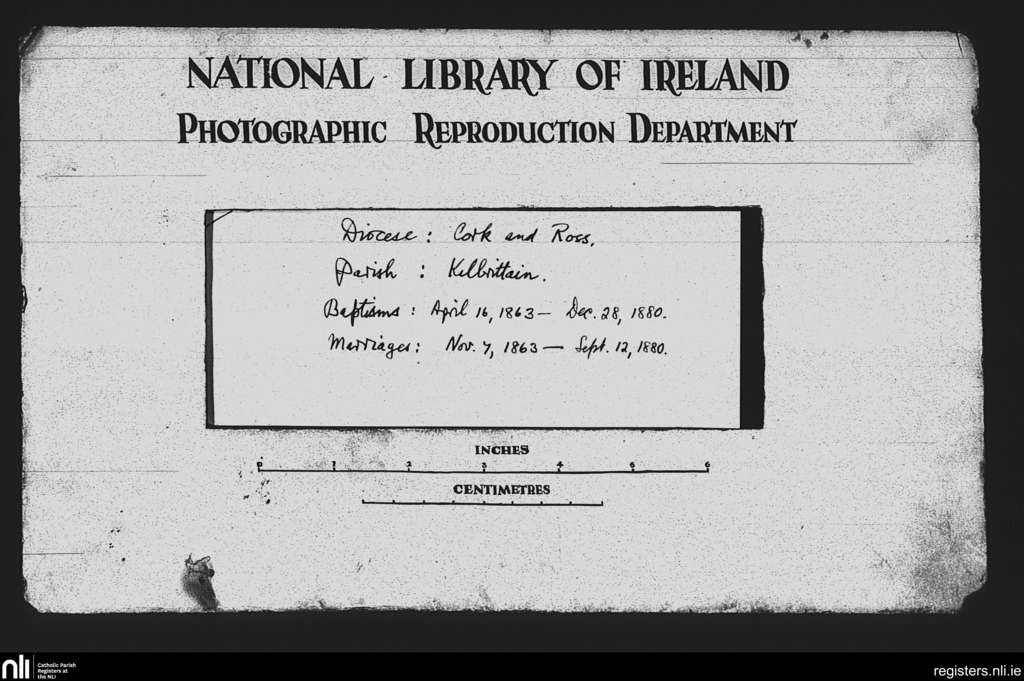 NATIONAL LIBRARY OF IRELAND
PHOTOGRAPHIC REPRODUCTION DEPARTMENT
Diocese : Cork and Ross.
Parish : Kilbrittain.
Baptisms : April 16, 1863 — Dec. 28, 1880.
Marriages : Nov. 7, 1863 — Sept. 12, 1880.
INCHES
0 1 2 3 4 5 6
CENTIMETRES
nli Catholic Parish
Registers at
the NLI
registers.nli.ie